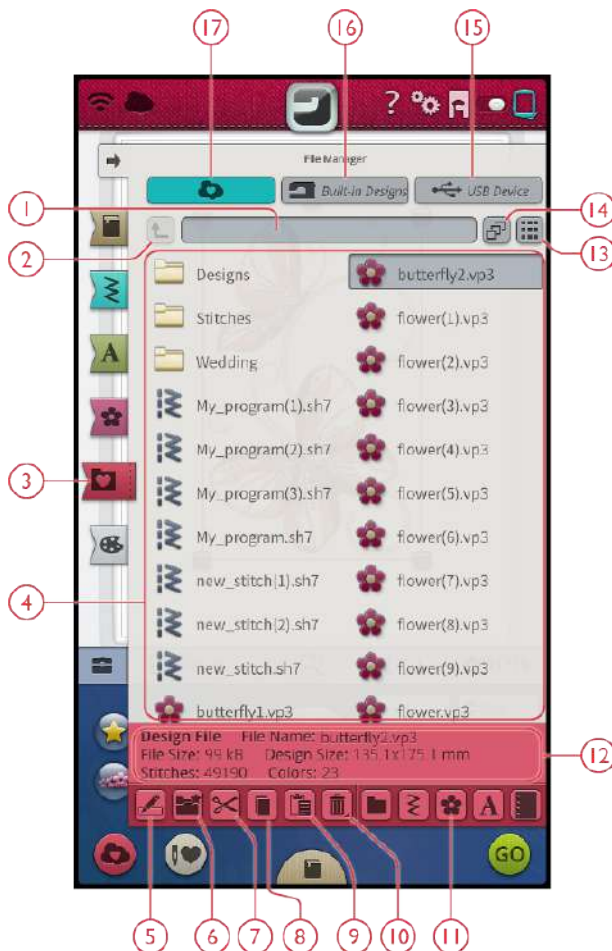 17 16 15
?
File Manager
Built-in Designs USB Device
1
14
2
13
Designs butterfly2.vp3
Stitches flower(1).vp3
Wedding flower(2).vp3
A
My_program(1).sh7 flower(3).vp3
My_program(2).sh7 flower(4).vp3
3
My_program(3).sh7 flower(5).vp3
My_program.sh7 flower(6).vp3
4
new_stitch(1).sh7 flower(7).vp3
new_stitch(2).sh7 flower(8).vp3
new_stitch.sh7 flower(9).vp3
butterfly1.vp3 flower.vp3
Design File File Name: butterfly2.vp3
File Size: 99 kB Design Size: 135.1x175.1 mm
12
Stitches: 49190 Colors: 23
A
GO
5 6 7 8 9 10 11